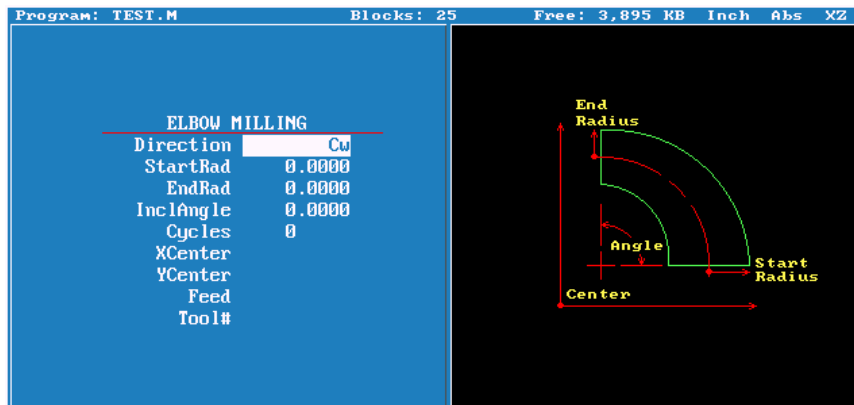 Program: TEST.M Blocks: 25 Free: 3,895 KB Inch Abs XZ
ELBOW MILLING
Direction Cw
StartRad 0.0000
EndRad 0.0000
InclAngle 0.0000
Cycles 0
XCenter
YCenter
Feed
Tool#
End
Radius
Angle
Start
Radius
Center